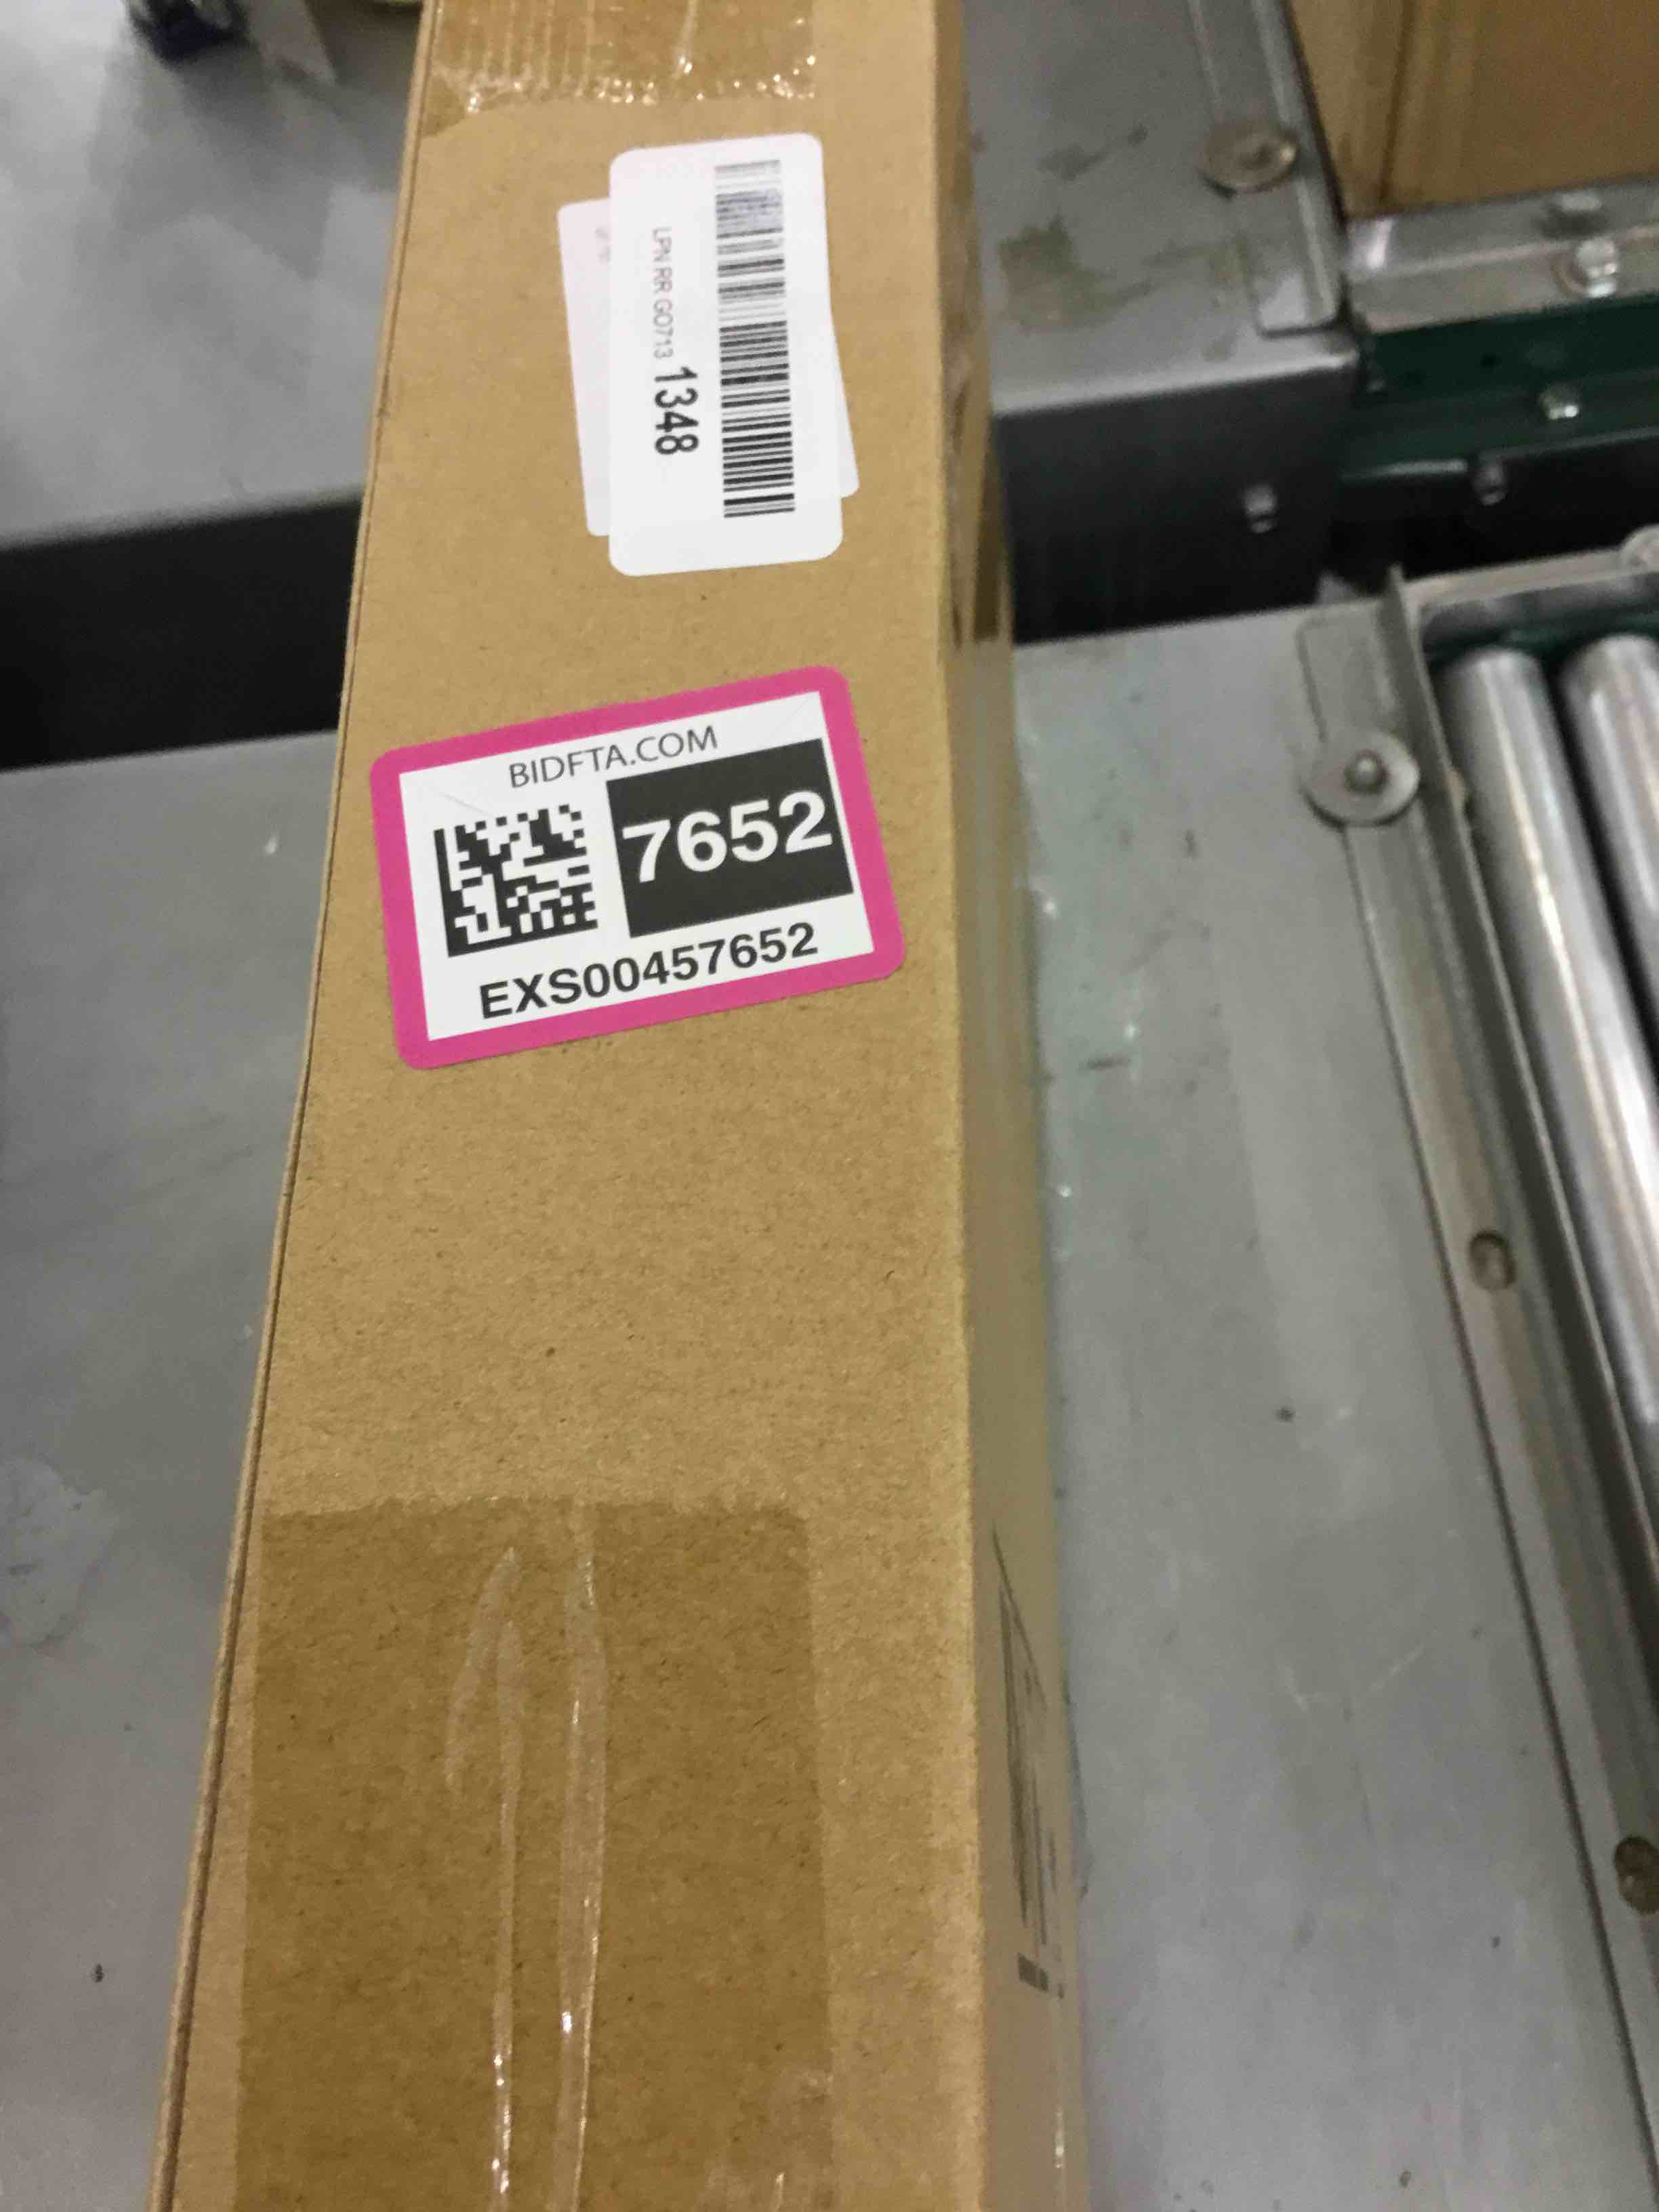 LPN RR GO713 1348
BIDFTA.COM
7652
EXS00457652